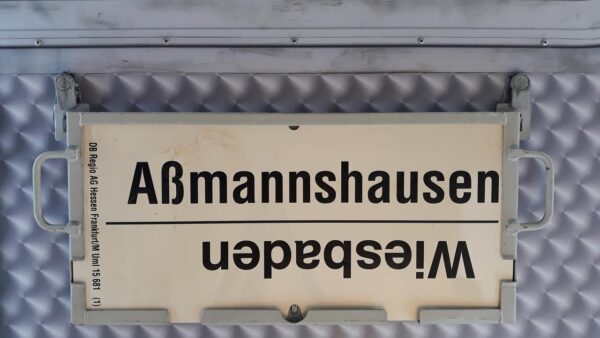 Aßmannshausen
Wiesbaden
DB Regio AG Hessen Frankfurt/M Uml 15 681 (1)